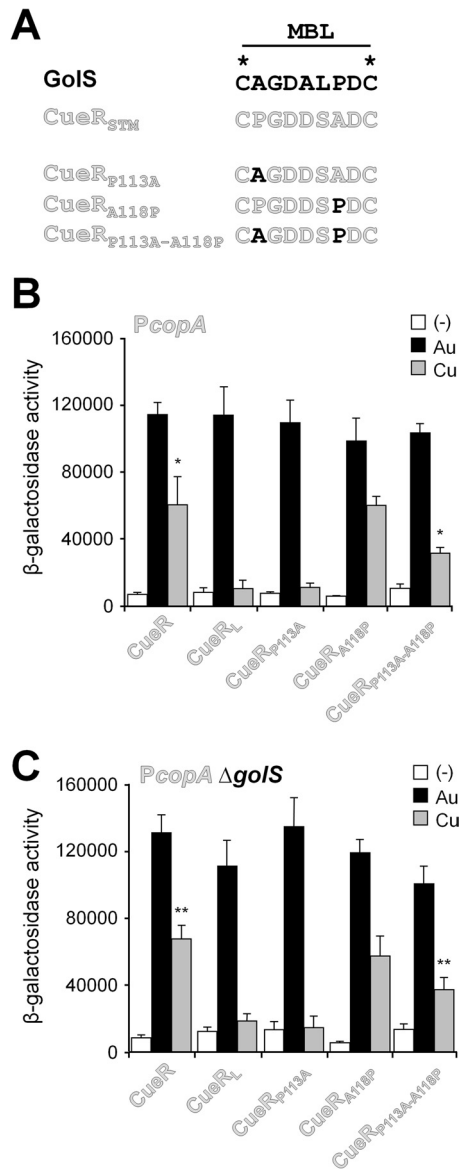 A
MBL
* *
GolS CAGDALPDC
CueRSTM CPGDDSADC
CueRP113A CAGDDSADC
CueRA118P CPGDDSPDC
CueRP113A-A118P CAGDDSPDC
B
PcopA
(-)
Au
Cu
β-galactosidase activity
160000
120000
80000
40000
0
* *
CueR CueRL CueRP113A CueRA118P CueRP113A-A118P
C
PcopA ΔgolS
(-)
Au
Cu
β-galactosidase activity
160000
120000
80000
40000
0
** **
CueR CueRL CueRP113A CueRA118P CueRP113A-A118P